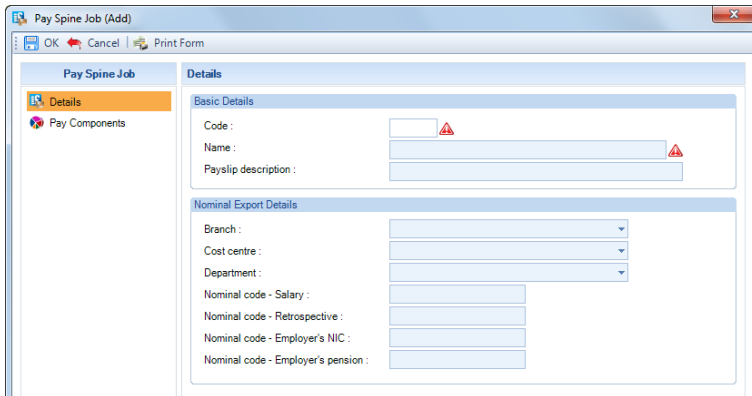 Pay Spine Job (Add)
OK Cancel Print Form
Pay Spine Job
Details
Pay Components
Details
Basic Details
Code :
Name :
Payslip description :
Nominal Export Details
Branch :
Cost centre :
Department :
Nominal code - Salary :
Nominal code - Retrospective :
Nominal code - Employer's NIC :
Nominal code - Employer's pension :